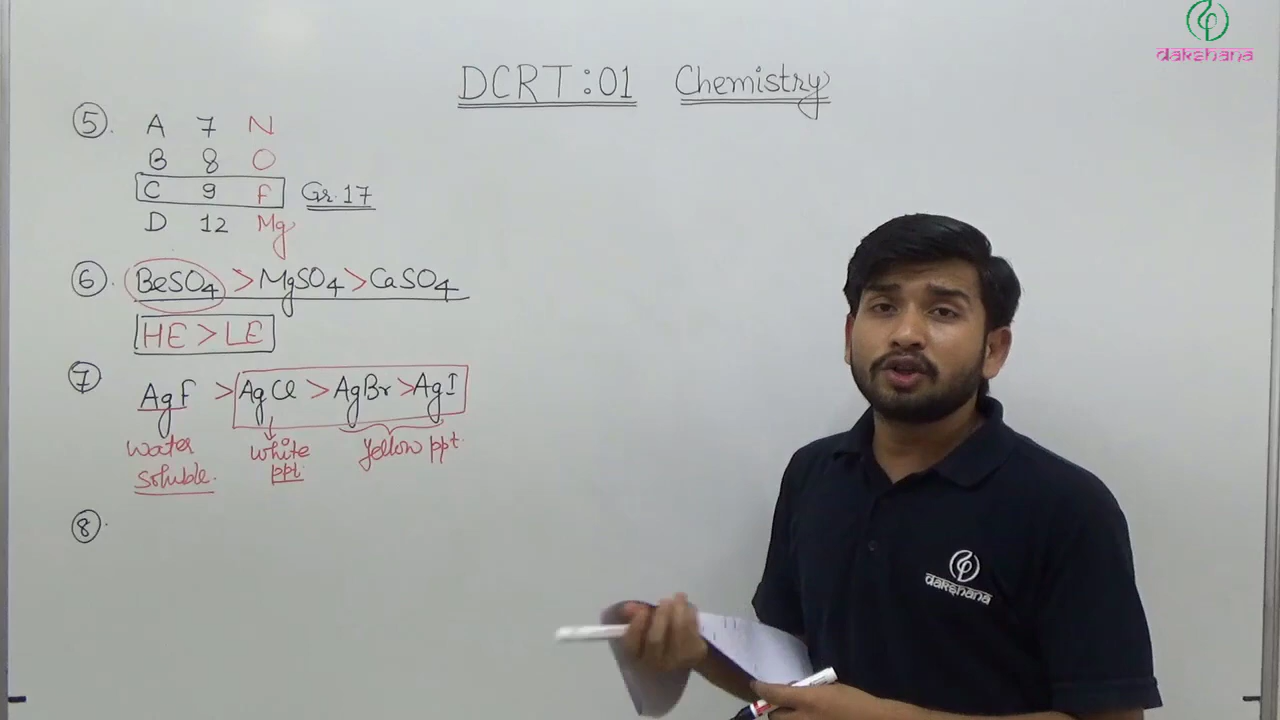 dakshana
DCRT:01 Chemistry
5. A 7 N
B 8 O
C 9 F Gr. 17
D 12 Mg
6. BeSO4 > MgSO4 > CaSO4
HE > LE
7 AgF > AgCl > AgBr > AgI
water soluble.
white ppt.
yellow ppt.
8.
dakshana